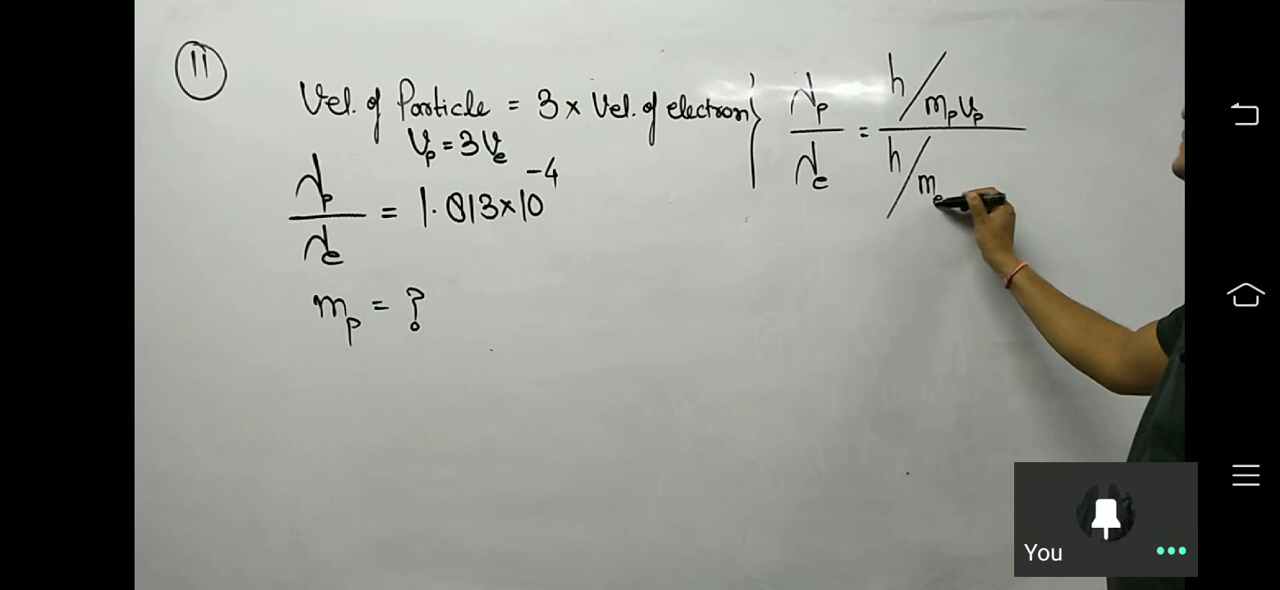 11
Vel. of Particle = 3 × Vel. of electron
Vp = 3Ve
λp/λe = 1.813×10⁻⁴
mp = ?
λp/λe = (h/mpVp)/(h/me
You